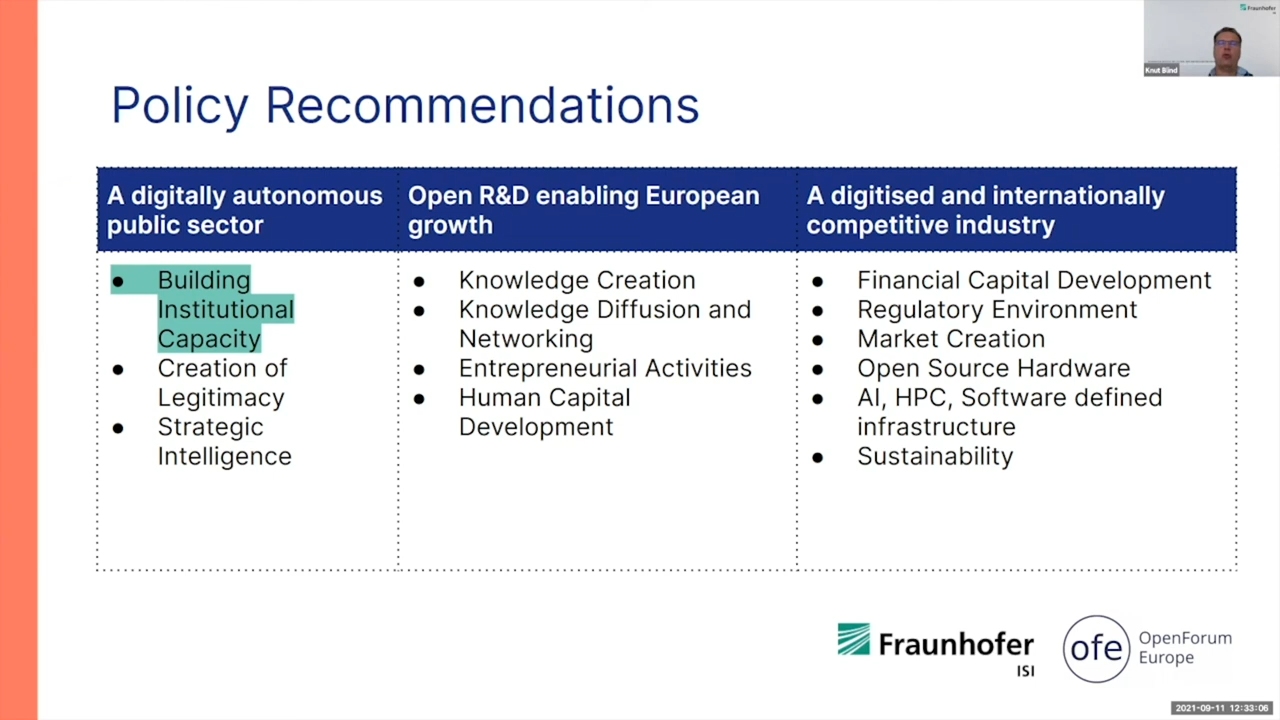 Fraunhofer
Knut Blind
Policy Recommendations
A digitally autonomous
public sector
Open R&D enabling European
growth
A digitised and internationally
competitive industry
● Building
Institutional
Capacity
● Creation of
Legitimacy
● Strategic
Intelligence
● Knowledge Creation
● Knowledge Diffusion and
Networking
● Entrepreneurial Activities
● Human Capital
Development
● Financial Capital Development
● Regulatory Environment
● Market Creation
● Open Source Hardware
● AI, HPC, Software defined
infrastructure
● Sustainability
Fraunhofer
ISI
ofe
OpenForum
Europe
2021-09-11 12:33:06